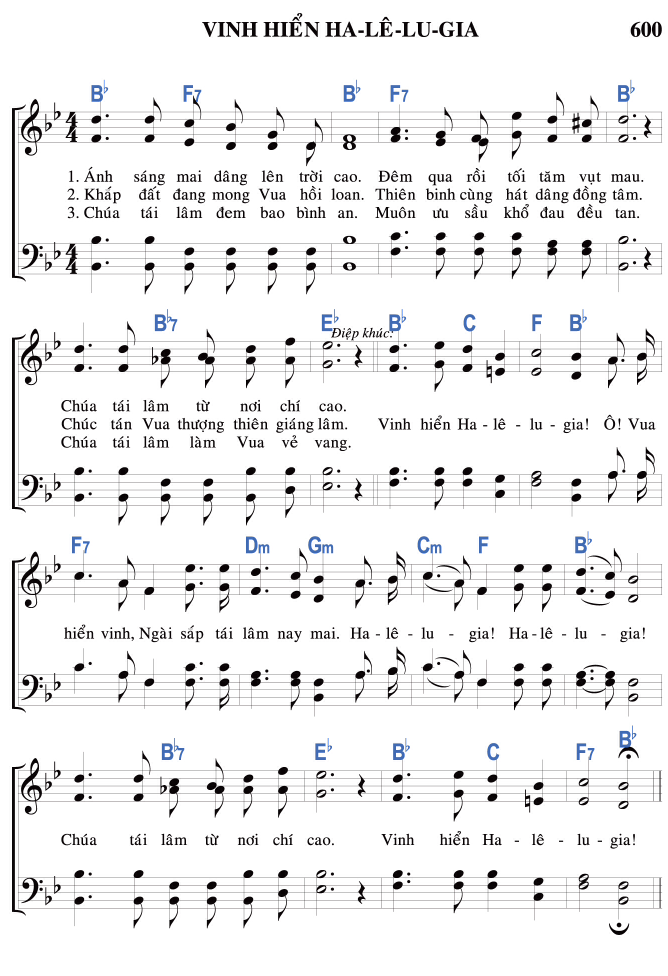 VINH HIỂN HA-LÊ-LU-GIA 600
B♭ F7 B♭ F7 B♭
1. Ánh sáng mai dâng lên trời cao. Đêm qua rồi tối tăm vụt mau.
2. Khấp đất đang mong Vua hồi loan. Thiên binh cùng hát dâng đồng tâm.
3. Chúa tái lâm đem bao bình an. Muôn ưu sầu khổ đau đều tan.
B♭7 E♭ B♭ C F B♭
Điệp khúc:
Chúa tái lâm từ nơi chí cao.
Chúc tán Vua thượng thiên giáng lâm. Vinh hiển Ha - lê - lu - gia! Ô! Vua
Chúa tái lâm làm Vua vẻ vang.
F7 Dm Gm Cm F B♭
hiển vinh, Ngài sắp tái lâm nay mai. Ha - lê - lu - gia! Ha - lê - lu - gia!
B♭7 E♭ B♭ C F7 B♭
Chúa tái lâm từ nơi chí cao. Vinh hiển Ha - lê - lu - gia!